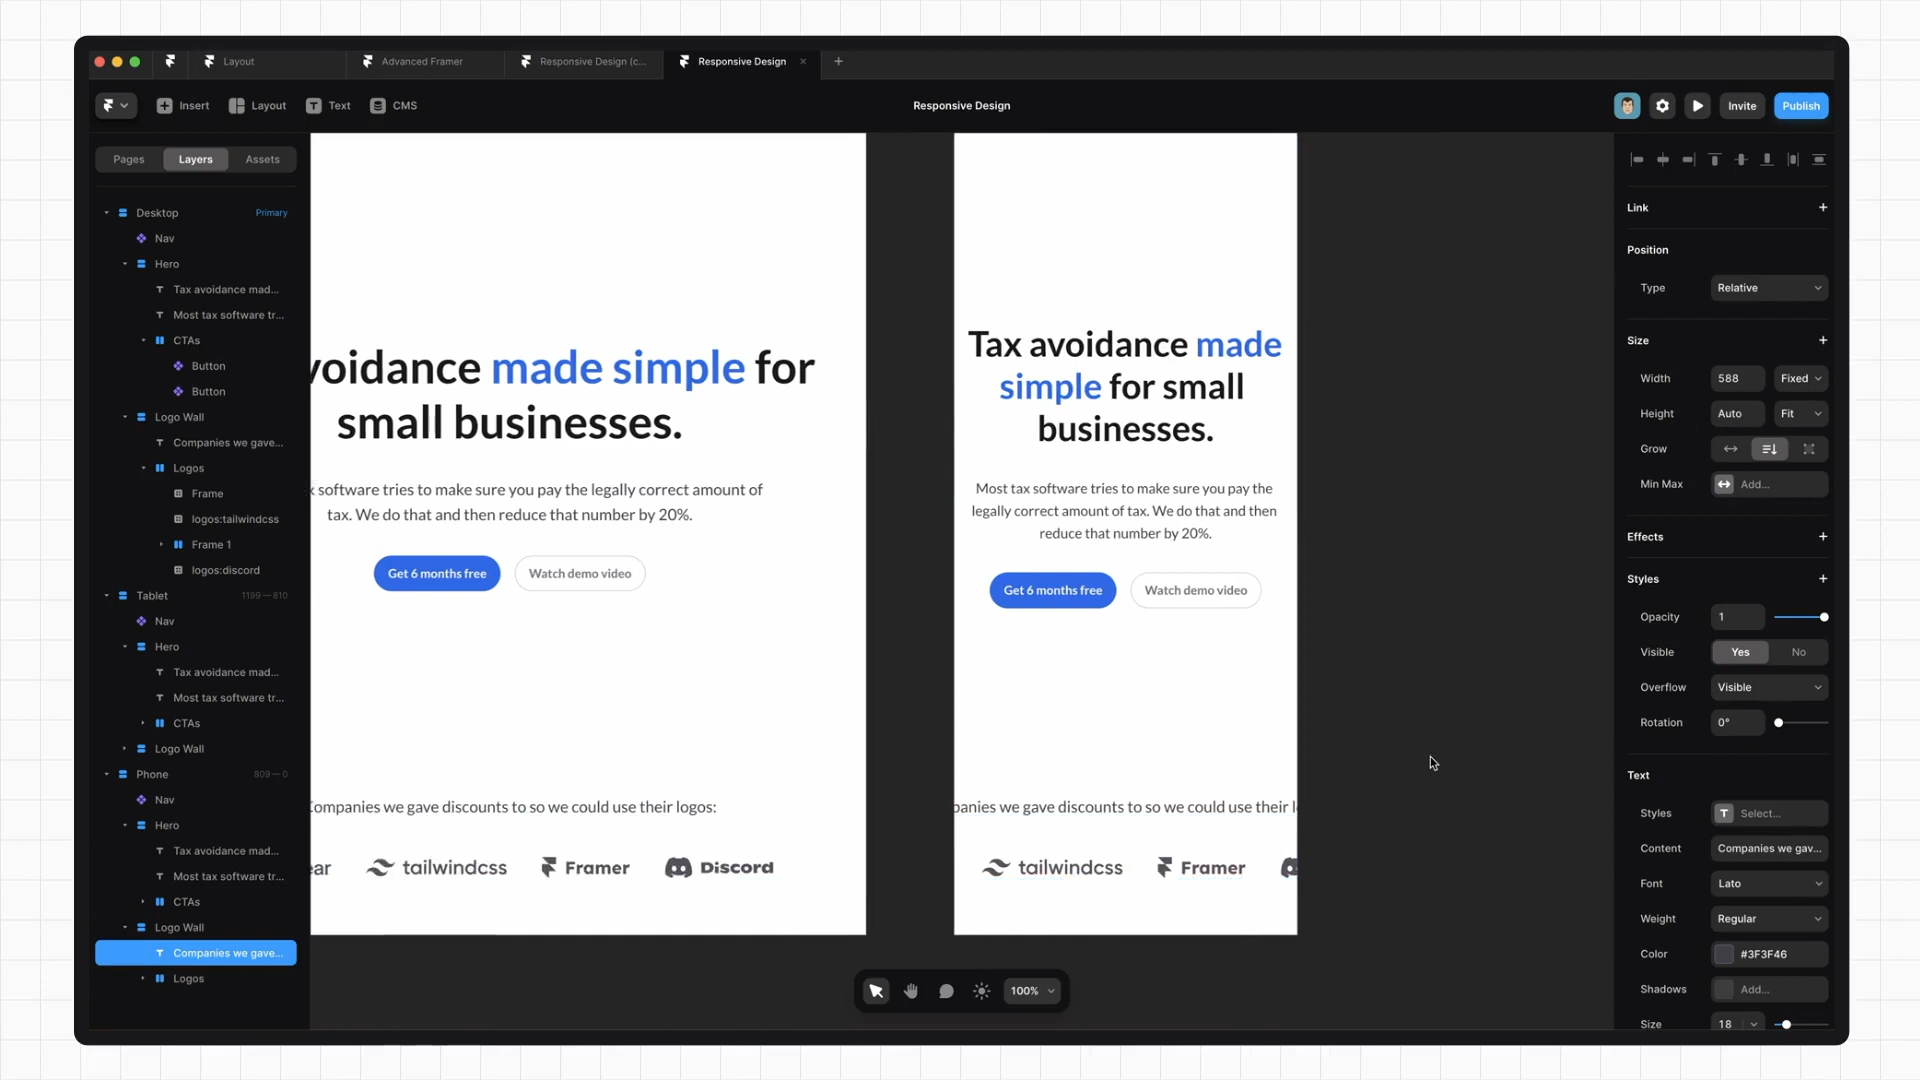 Layout
Advanced Framer
Responsive Design (c...
Responsive Design
Insert
Layout
Text
CMS
Responsive Design
Invite
Publish
Pages
Layers
Assets
Desktop
Primary
Nav
Hero
Tax avoidance mad...
Most tax software tr...
CTAs
Button
Button
Logo Wall
Companies we gave...
Logos
Frame
logos:tailwindcss
Frame 1
logos:discord
Tablet
1199 — 810
Nav
Hero
Tax avoidance mad...
Most tax software tr...
CTAs
Logo Wall
Phone
809 — 0
Nav
Hero
Tax avoidance mad...
Most tax software tr...
CTAs
Logo Wall
Companies we gave...
Logos
voidance made simple for
small businesses.
x software tries to make sure you pay the legally correct amount of
tax. We do that and then reduce that number by 20%.
Get 6 months free
Watch demo video
Companies we gave discounts to so we could use their logos:
ear
tailwindcss
Framer
Discord
Tax avoidance made
simple for small
businesses.
Most tax software tries to make sure you pay the
legally correct amount of tax. We do that and then
reduce that number by 20%.
Get 6 months free
Watch demo video
panies we gave discounts to so we could use their l
tailwindcss
Framer
100%
Link
Position
Type
Relative
Size
Width
588
Fixed
Height
Auto
Fit
Grow
Min Max
Add...
Effects
Styles
Opacity
1
Visible
Yes
No
Overflow
Visible
Rotation
0°
Text
Styles
Select...
Content
Companies we gav...
Font
Lato
Weight
Regular
Color
#3F3F46
Shadows
Add...
Size
18